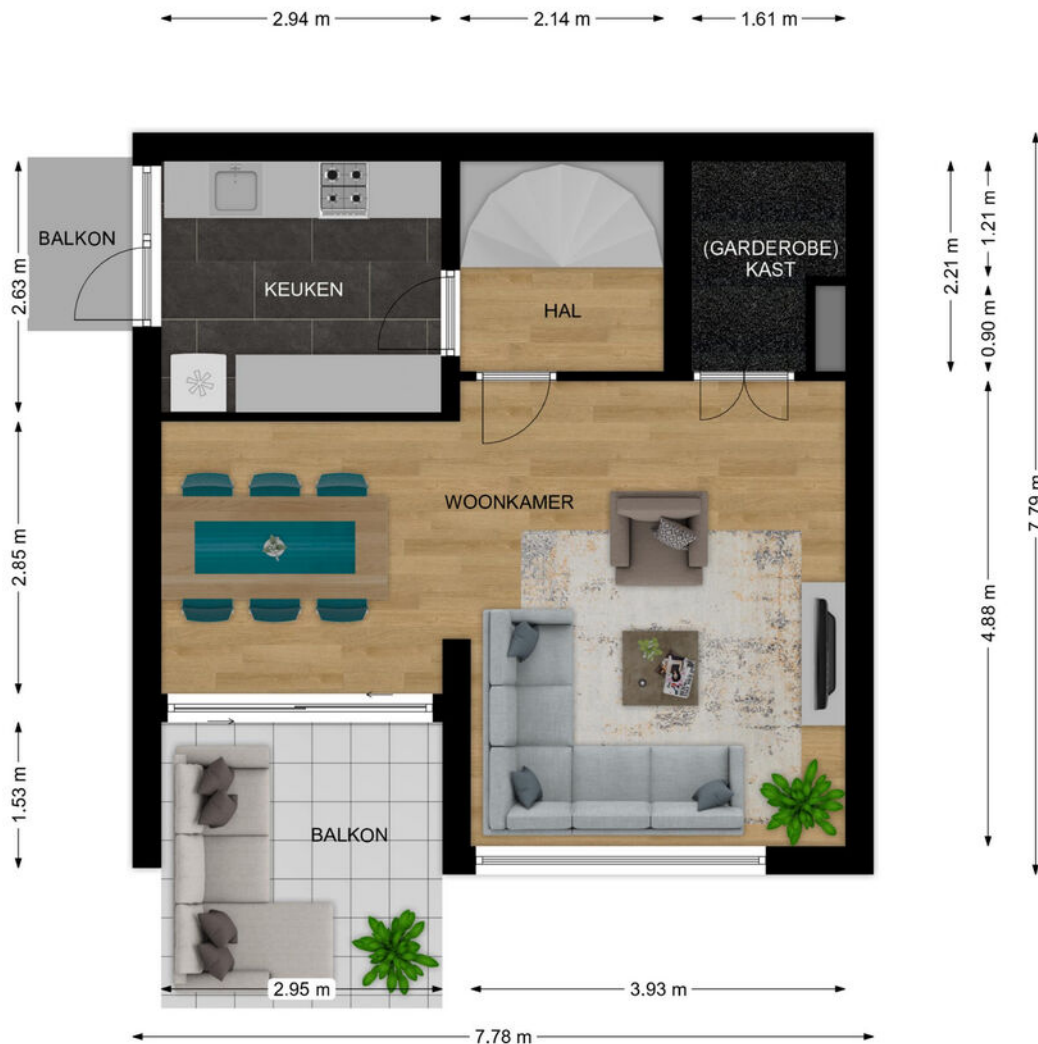 2.94 m
2.14 m
1.61 m
BALKON
KEUKEN
HAL
(GARDEROBE)
KAST
2.63 m
2.21 m
1.21 m
0.90 m
WOONKAMER
2.85 m
4.88 m
7.79 m
1.53 m
BALKON
2.95 m
3.93 m
7.78 m